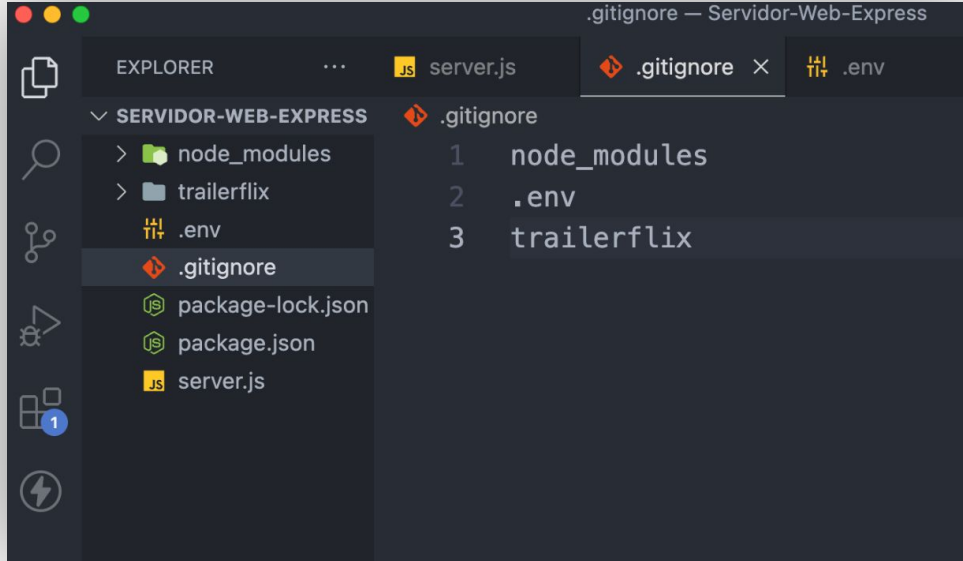 .gitignore — Servidor-Web-Express
EXPLORER ...
JS server.js
.gitignore
.env
SERVIDOR-WEB-EXPRESS
node_modules
trailerflix
.env
.gitignore
package-lock.json
package.json
JS server.js
.gitignore
1 node_modules
2 .env
3 trailerflix
1